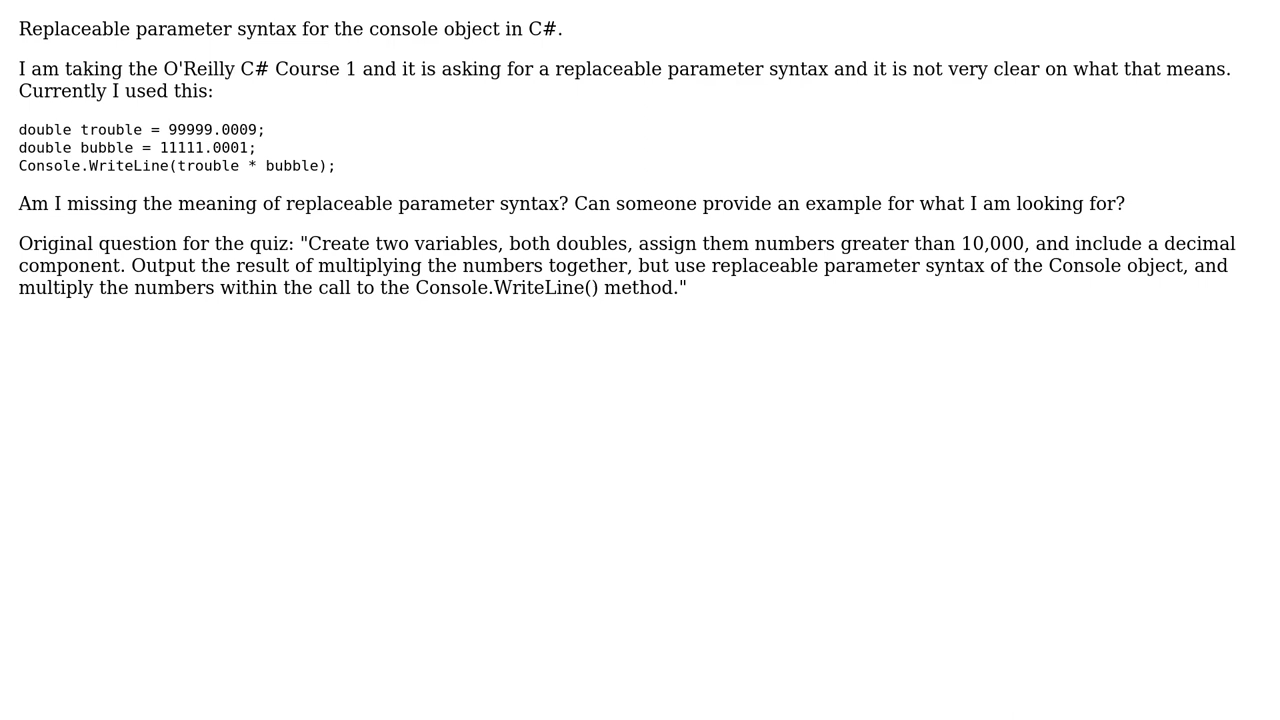 Replaceable parameter syntax for the console object in C#.
I am taking the O'Reilly C# Course 1 and it is asking for a replaceable parameter syntax and it is not very clear on what that means.
Currently I used this:
double trouble = 99999.0009;
double bubble = 11111.0001;
Console.WriteLine(trouble * bubble);
Am I missing the meaning of replaceable parameter syntax? Can someone provide an example for what I am looking for?
Original question for the quiz: "Create two variables, both doubles, assign them numbers greater than 10,000, and include a decimal
component. Output the result of multiplying the numbers together, but use replaceable parameter syntax of the Console object, and
multiply the numbers within the call to the Console.WriteLine() method."